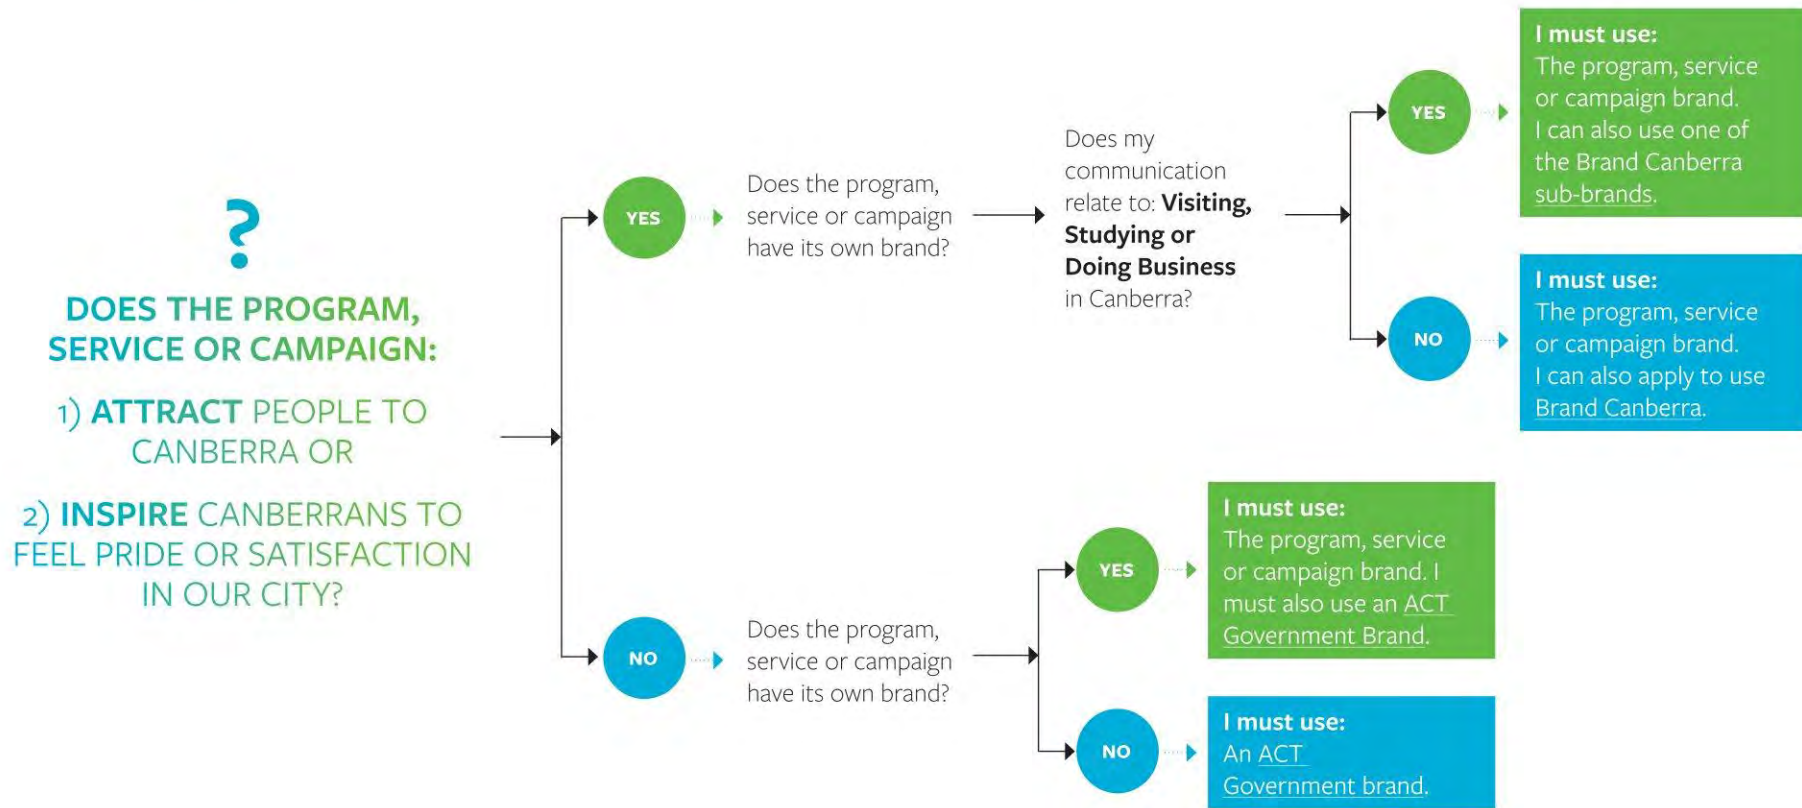 ?
DOES THE PROGRAM,
SERVICE OR CAMPAIGN:
1) ATTRACT PEOPLE TO
CANBERRA OR
2) INSPIRE CANBERRANS TO
FEEL PRIDE OR SATISFACTION
IN OUR CITY?
YES
Does the program,
service or campaign
have its own brand?
Does my
communication
relate to: Visiting,
Studying or
Doing Business
in Canberra?
YES
I must use:
The program, service
or campaign brand.
I can also use one of
the Brand Canberra
sub-brands.
NO
I must use:
The program, service
or campaign brand.
I can also apply to use
Brand Canberra.
NO
Does the program,
service or campaign
have its own brand?
YES
I must use:
The program, service
or campaign brand. I
must also use an ACT
Government Brand.
NO
I must use:
An ACT
Government brand.